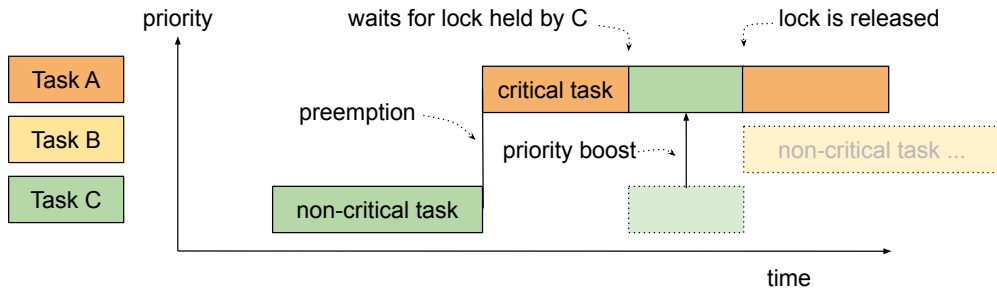 priority
waits for lock held by C
lock is released
Task A
critical task
preemption
Task B
priority boost
non-critical task ...
Task C
non-critical task
time